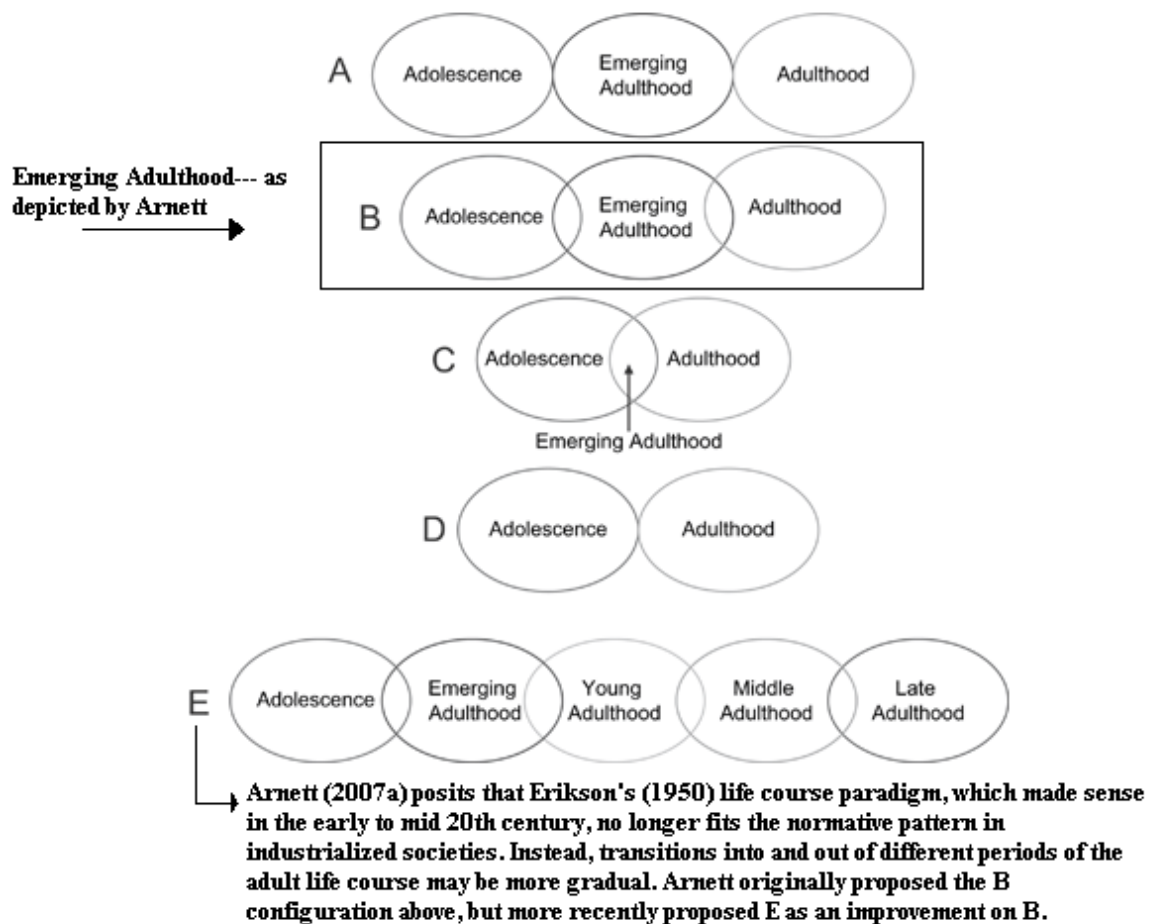 A
Adolescence
Emerging
Adulthood
Adulthood
Emerging Adulthood--- as
depicted by Arnett
B
Adolescence
Emerging
Adulthood
Adulthood
C
Adolescence
Adulthood
Emerging Adulthood
D
Adolescence
Adulthood
E
Adolescence
Emerging
Adulthood
Young
Adulthood
Middle
Adulthood
Late
Adulthood
Arnett (2007a) posits that Erikson's (1950) life course paradigm, which made sense
in the early to mid 20th century, no longer fits the normative pattern in
industrialized societies. Instead, transitions into and out of different periods of the
adult life course may be more gradual. Arnett originally proposed the B
configuration above, but more recently proposed E as an improvement on B.